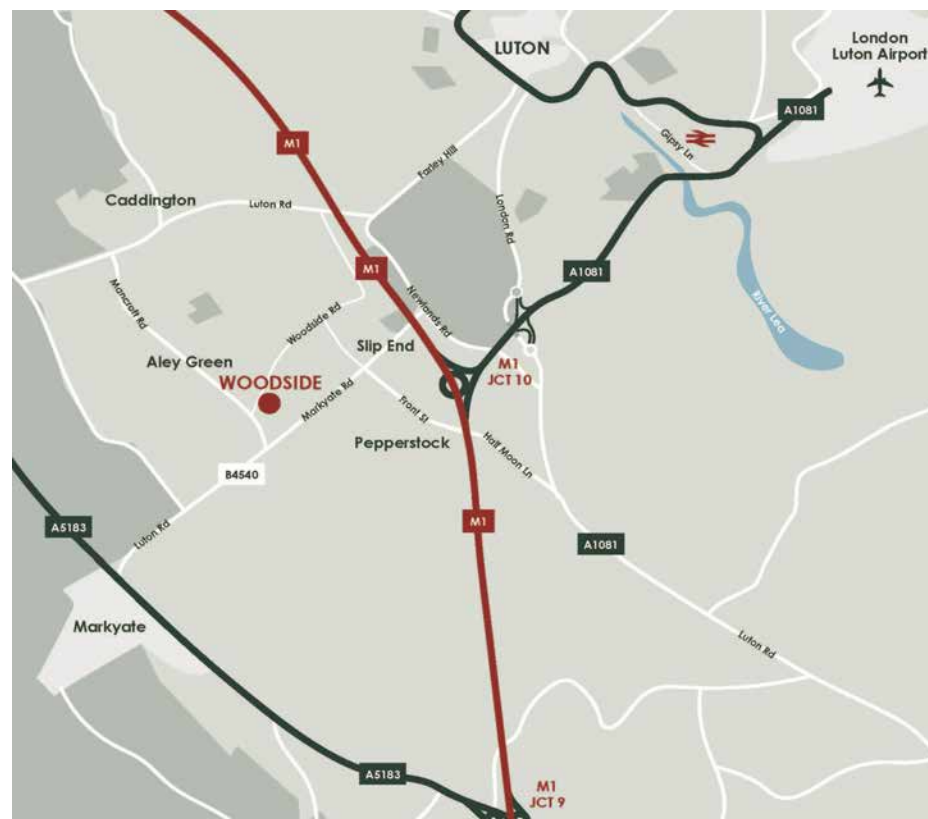 LUTON
London
Luton Airport
A1081
M1
Gipsy Ln
Farley Hill
Caddington
Luton Rd
London Rd
M1
A1081
Mancroft Rd
Woodside Rd
Newlands Rd
River Lea
Slip End
Aley Green
M1
JCT 10
WOODSIDE
Markyate Rd
Front St
Pepperstock
Half Moon Ln
B4540
A5183
Luton Rd
M1
A1081
Markyate
Luton Rd
A5183
M1
JCT 9